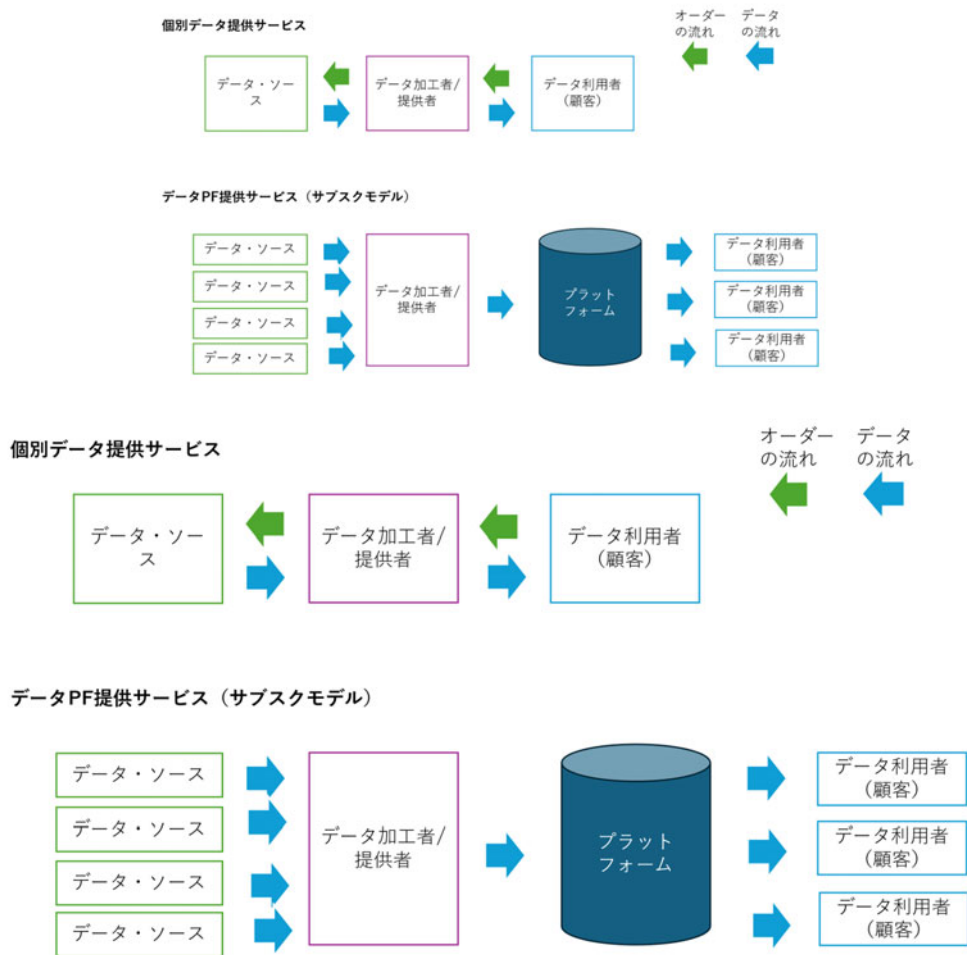 個別データ提供サービス
オーダー
の流れ
データ
の流れ
データ・ソー
ス
データ加工者/
提供者
データ利用者
(顧客)
データPF提供サービス（サブスクモデル）
データ・ソース
データ・ソース
データ・ソース
データ・ソース
データ加工者/
提供者
プラット
フォーム
データ利用者
(顧客)
データ利用者
(顧客)
データ利用者
(顧客)
個別データ提供サービス
オーダー
の流れ
データ
の流れ
データ・ソー
ス
データ加工者/
提供者
データ利用者
(顧客)
データPF提供サービス（サブスクモデル）
データ・ソース
データ・ソース
データ・ソース
データ・ソース
データ加工者/
提供者
プラット
フォーム
データ利用者
(顧客)
データ利用者
(顧客)
データ利用者
(顧客)